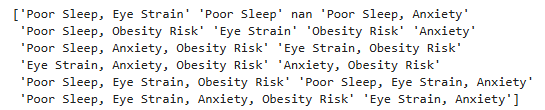 ['Poor Sleep, Eye Strain' 'Poor Sleep' nan 'Poor Sleep, Anxiety'
'Poor Sleep, Obesity Risk' 'Eye Strain' 'Obesity Risk' 'Anxiety'
'Poor Sleep, Anxiety, Obesity Risk' 'Eye Strain, Obesity Risk'
'Eye Strain, Anxiety, Obesity Risk' 'Anxiety, Obesity Risk'
'Poor Sleep, Eye Strain, Obesity Risk' 'Poor Sleep, Eye Strain, Anxiety'
'Poor Sleep, Eye Strain, Anxiety, Obesity Risk' 'Eye Strain, Anxiety']